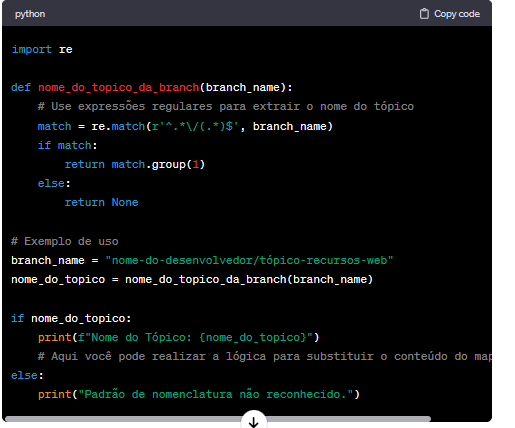 python
Copy code
import re
def nome_do_topico_da_branch(branch_name):
# Use expressões regulares para extrair o nome do tópico
match = re.match(r'^.*\/(.*)$', branch_name)
if match:
return match.group(1)
else:
return None
# Exemplo de uso
branch_name = "nome-do-desenvolvedor/tópico-recursos-web"
nome_do_topico = nome_do_topico_da_branch(branch_name)
if nome_do_topico:
print(f"Nome do Tópico: {nome_do_topico}")
# Aqui você pode realizar a lógica para substituir o conteúdo do map
else:
print("Padrão de nomenclatura não reconhecido.")